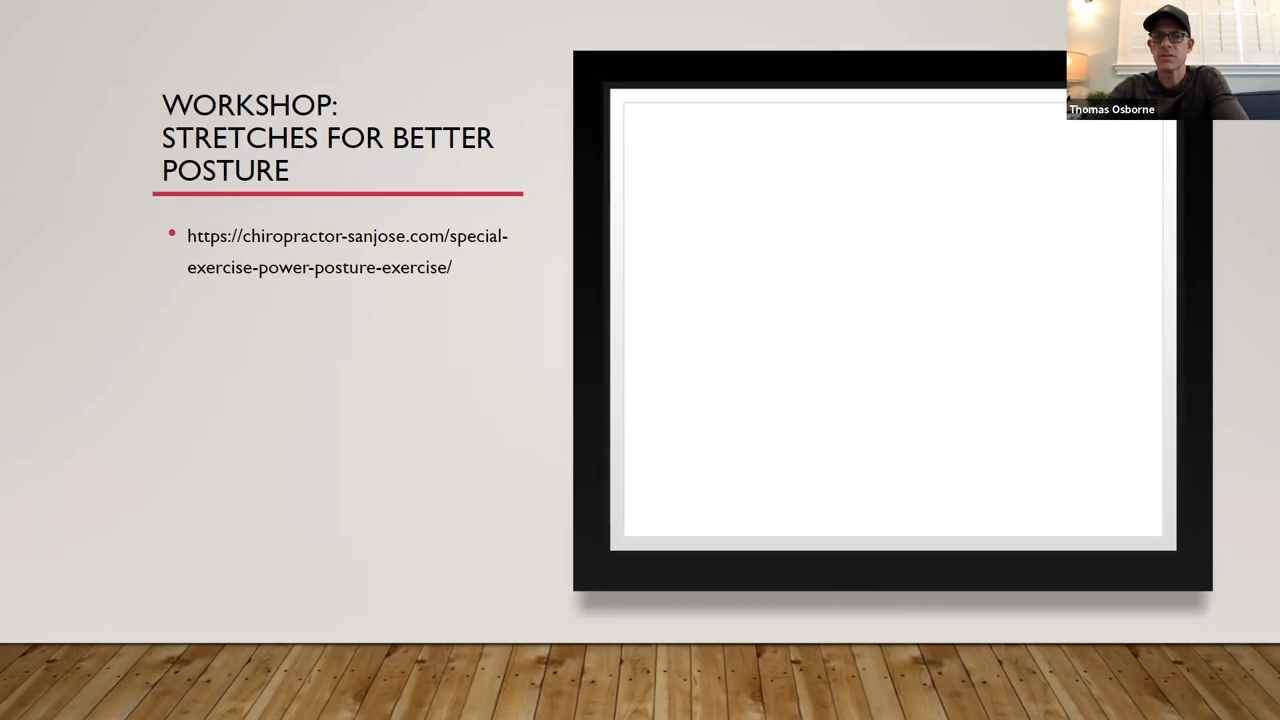 WORKSHOP:
STRETCHES FOR BETTER
POSTURE
https://chiropractor-sanjose.com/special-
exercise-power-posture-exercise/
Thomas Osborne